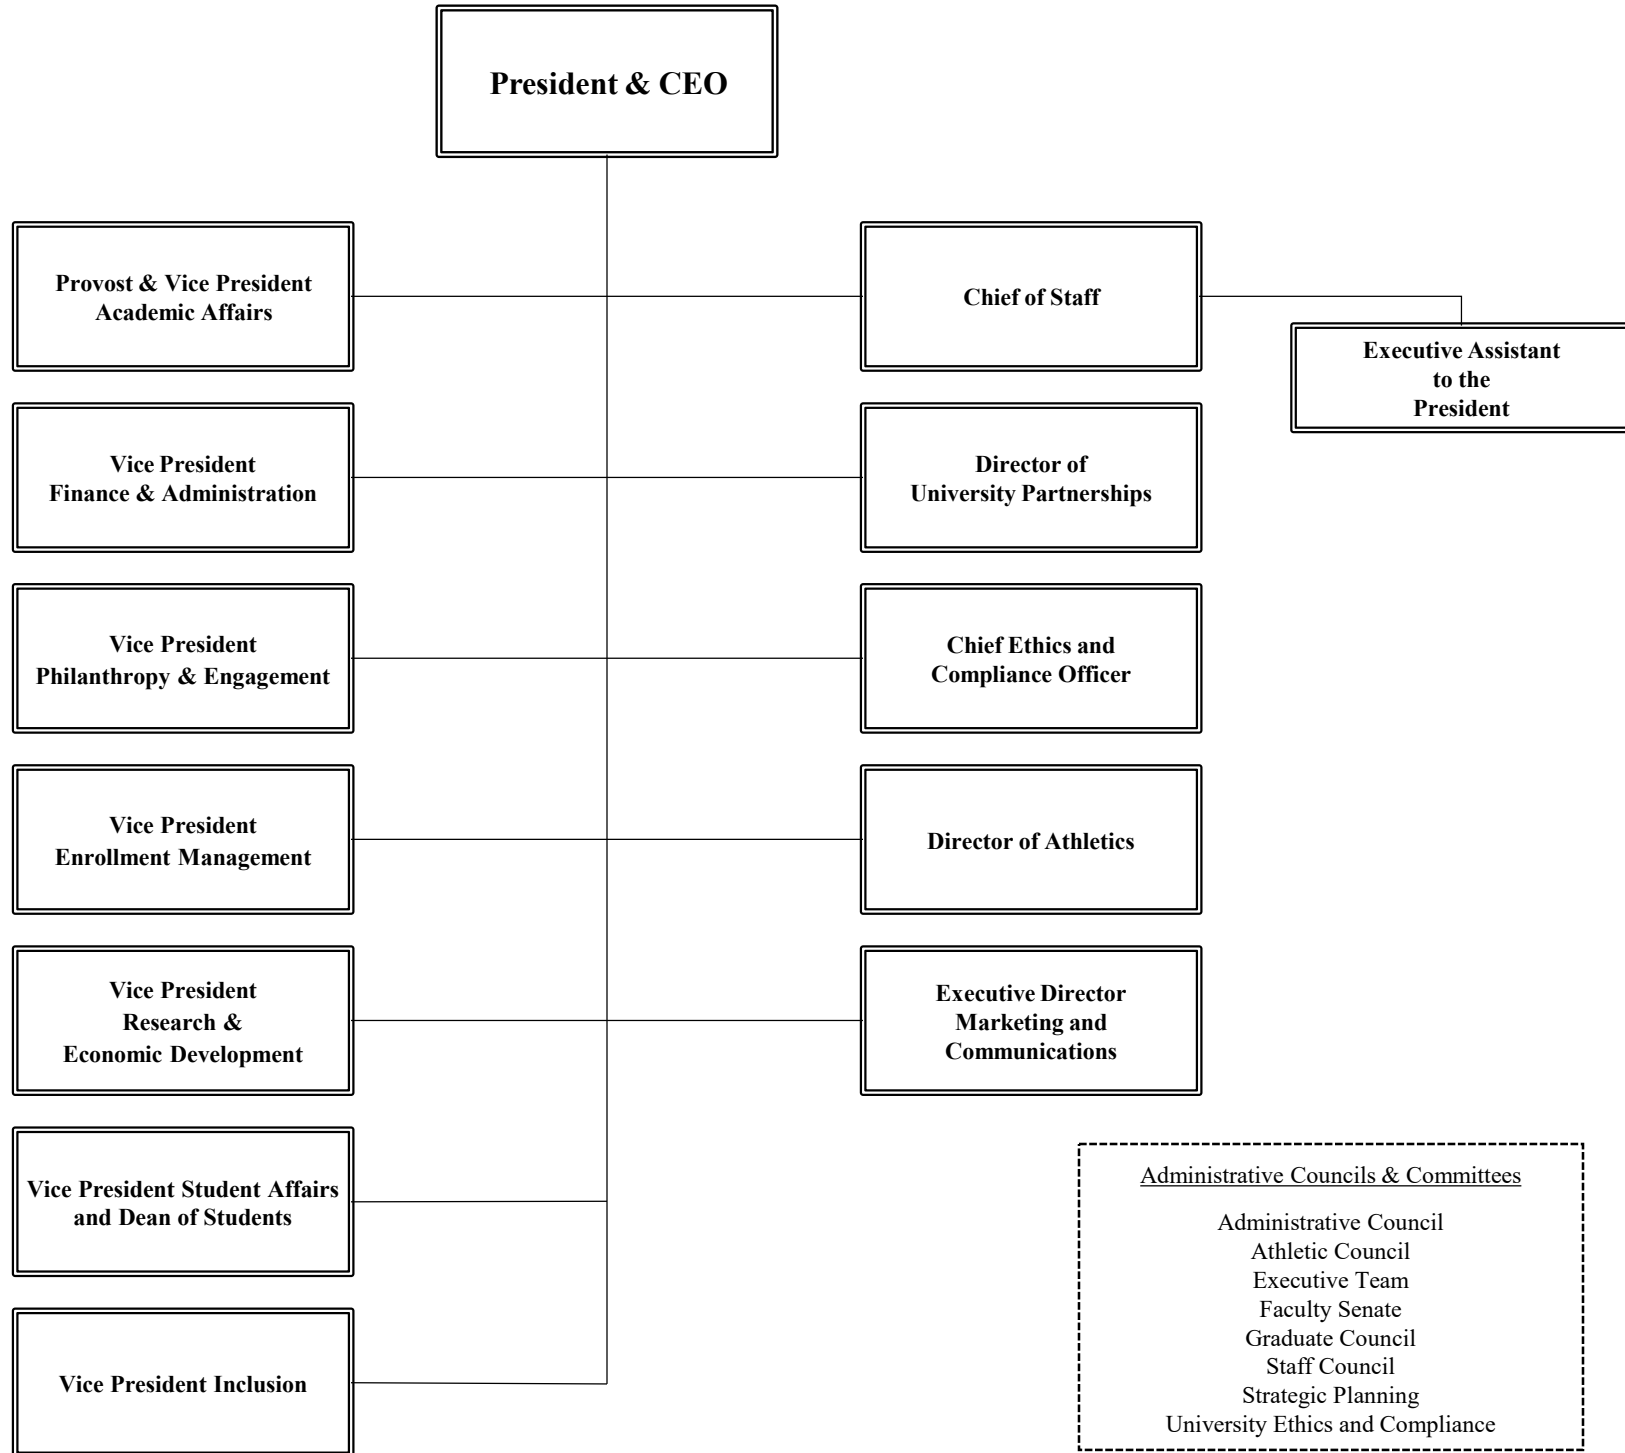 President & CEO
Provost & Vice President
Academic Affairs
Chief of Staff
Executive Assistant
to the
President
Vice President
Finance & Administration
Director of
University Partnerships
Vice President
Philanthropy & Engagement
Chief Ethics and
Compliance Officer
Vice President
Enrollment Management
Director of Athletics
Vice President
Research &
Economic Development
Executive Director
Marketing and
Communications
Vice President Student Affairs
and Dean of Students
Vice President Inclusion
Administrative Councils & Committees
Administrative Council
Athletic Council
Executive Team
Faculty Senate
Graduate Council
Staff Council
Strategic Planning
University Ethics and Compliance